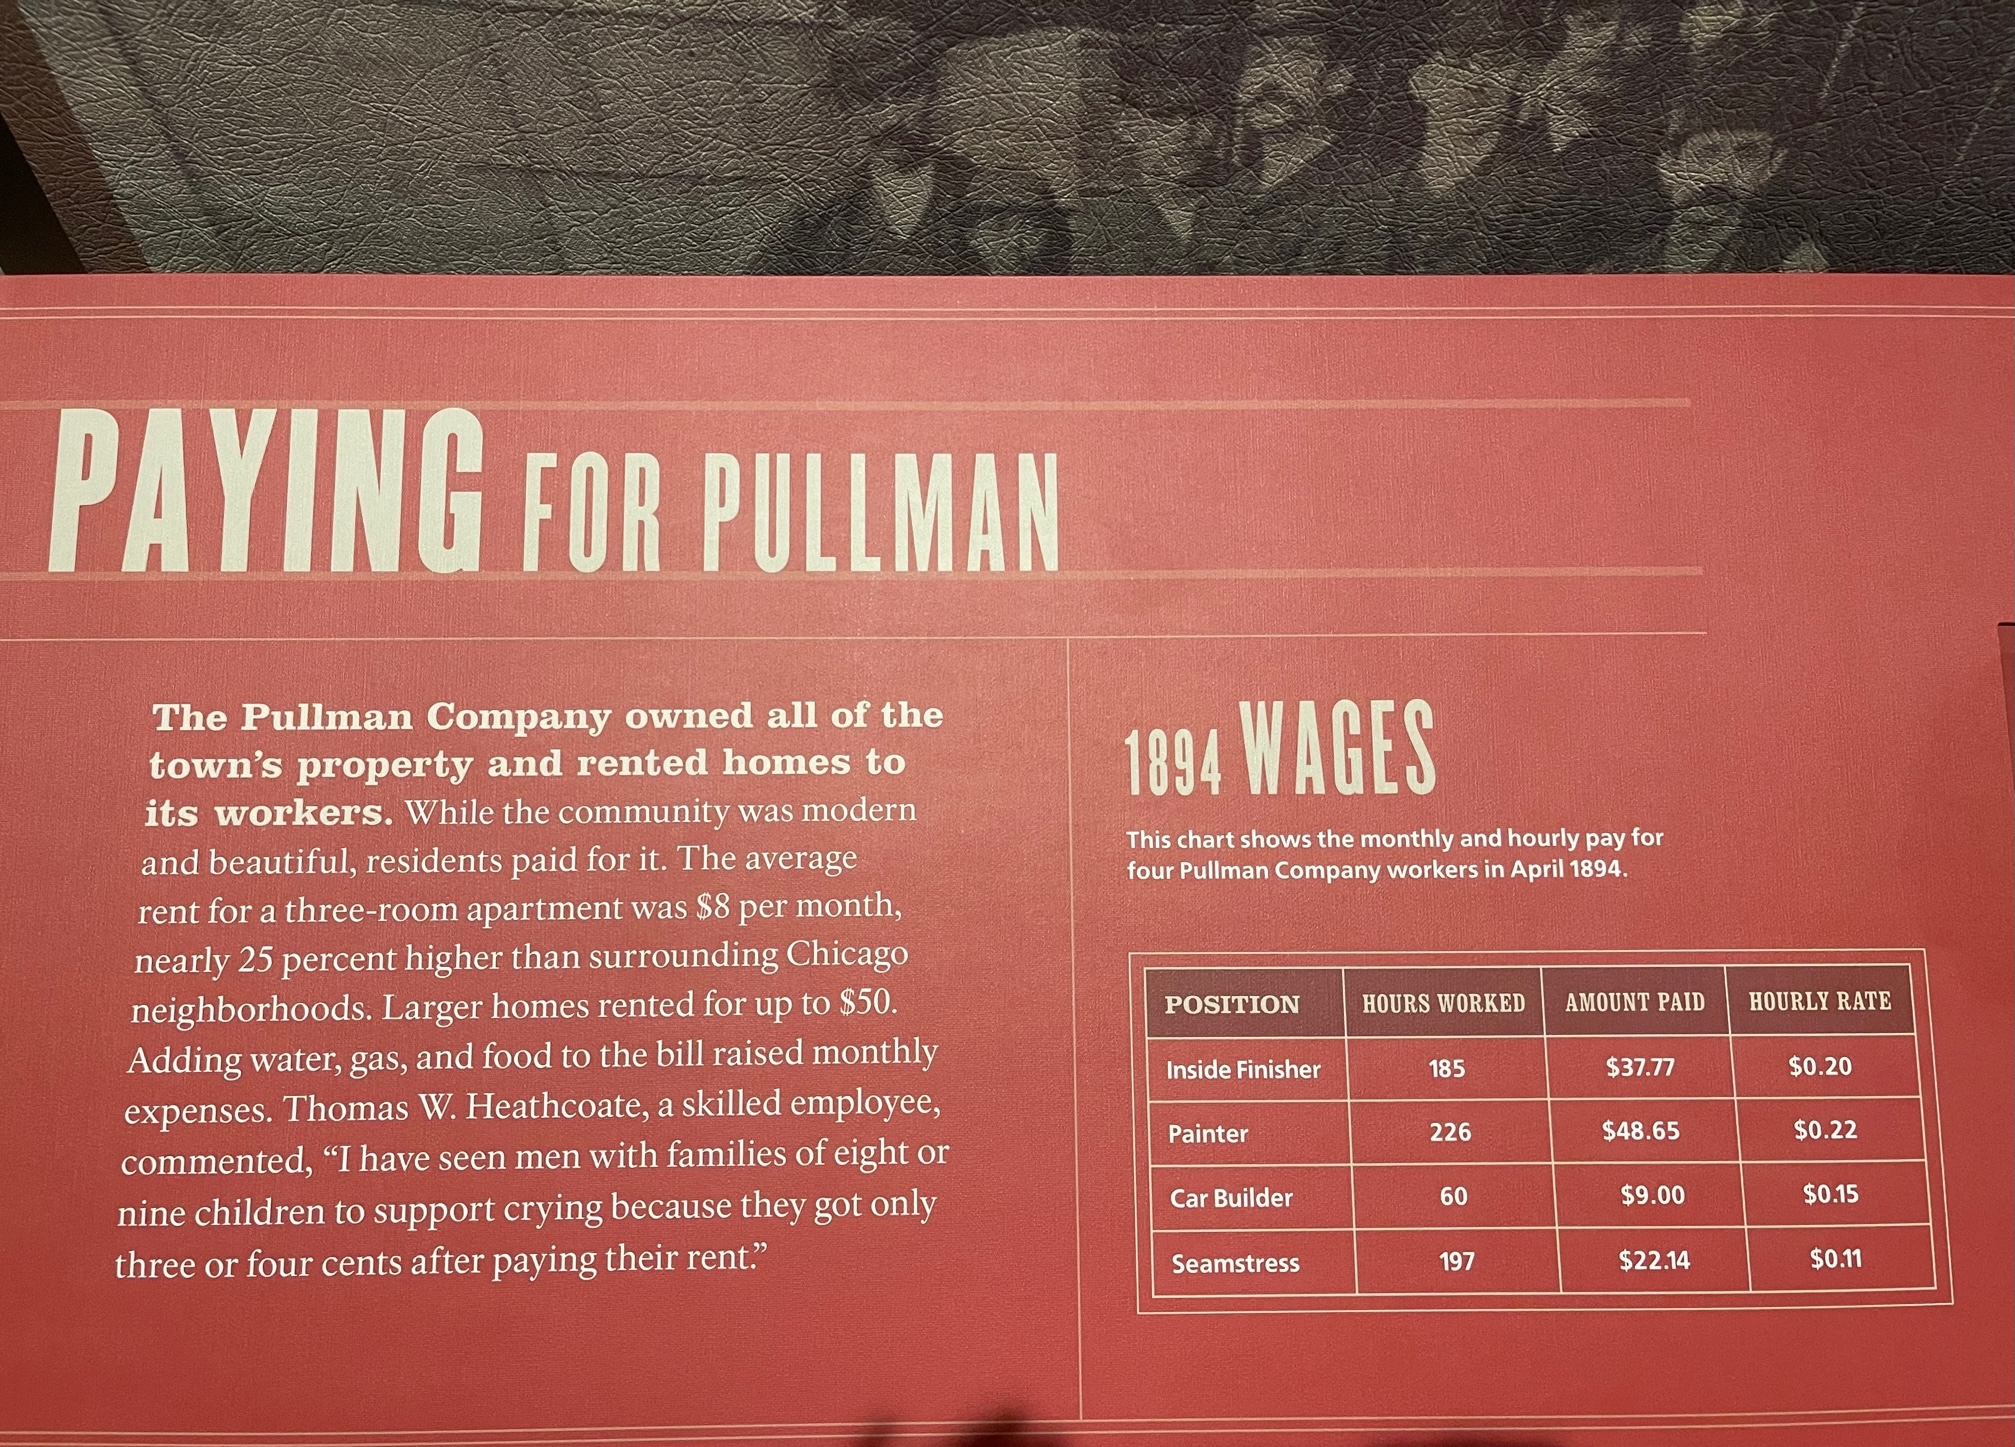 PAYING FOR PULLMAN
The Pullman Company owned all of the
town's property and rented homes to
its workers. While the community was modern
and beautiful, residents paid for it. The average
rent for a three-room apartment was $8 per month,
nearly 25 percent higher than surrounding Chicago
neighborhoods. Larger homes rented for up to $50.
Adding water, gas, and food to the bill raised monthly
expenses. Thomas W. Heathcoate, a skilled employee,
commented, “I have seen men with families of eight or
nine children to support crying because they got only
three or four cents after paying their rent.”
1894 WAGES
This chart shows the monthly and hourly pay for
four Pullman Company workers in April 1894.
POSITION HOURS WORKED AMOUNT PAID HOURLY RATE
Inside Finisher 185 $37.77 $0.20
Painter 226 $48.65 $0.22
Car Builder 60 $9.00 $0.15
Seamstress 197 $22.14 $0.11